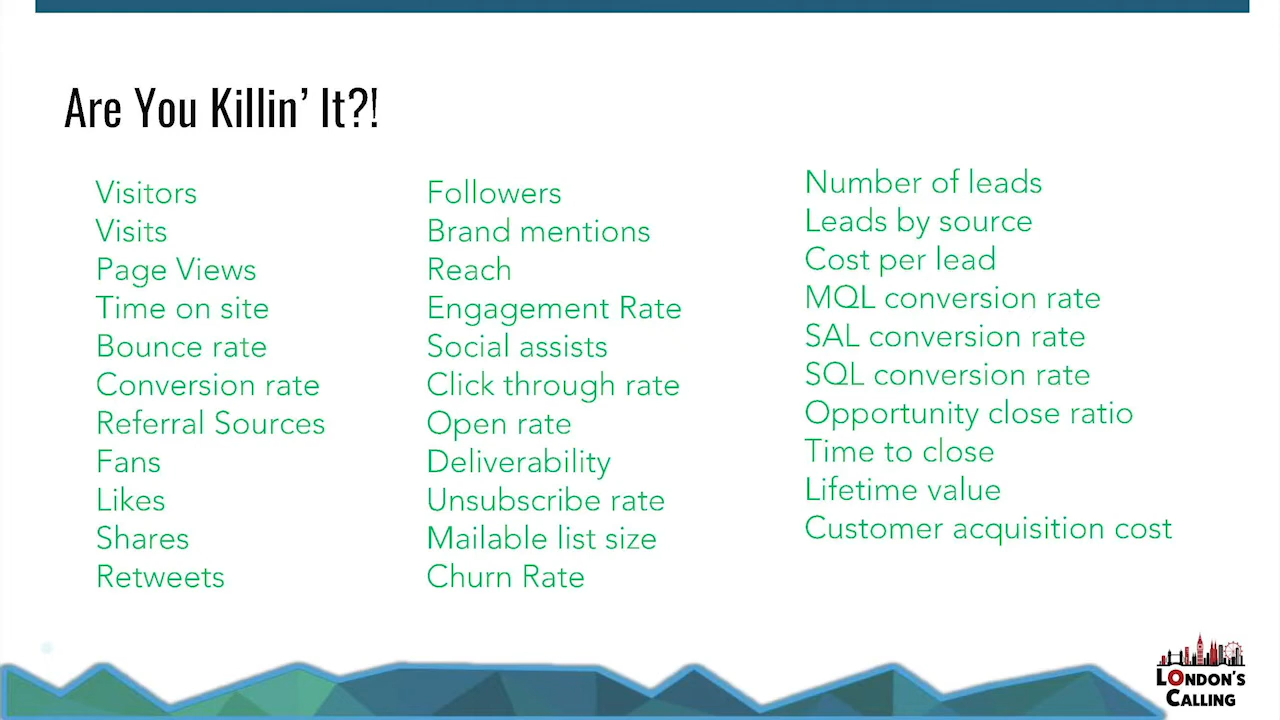 Are You Killin’ It?!
Visitors
Visits
Page Views
Time on site
Bounce rate
Conversion rate
Referral Sources
Fans
Likes
Shares
Retweets
Followers
Brand mentions
Reach
Engagement Rate
Social assists
Click through rate
Open rate
Deliverability
Unsubscribe rate
Mailable list size
Churn Rate
Number of leads
Leads by source
Cost per lead
MQL conversion rate
SAL conversion rate
SQL conversion rate
Opportunity close ratio
Time to close
Lifetime value
Customer acquisition cost
LONDON'S
CALLING